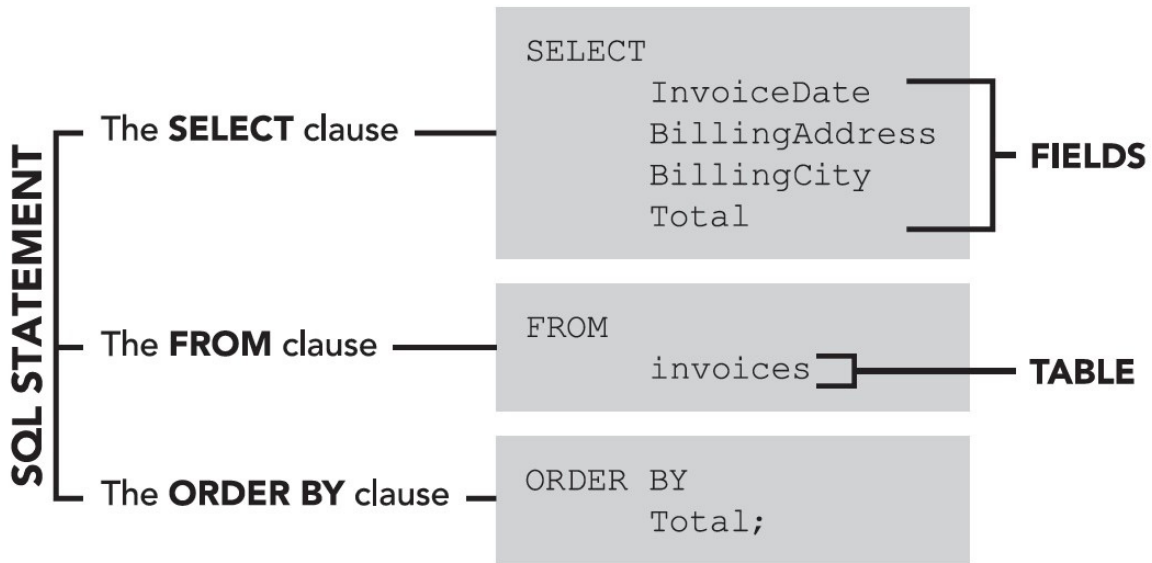 SQL STATEMENT
The SELECT clause
SELECT
InvoiceDate
BillingAddress
BillingCity
Total
FIELDS
The FROM clause
FROM
invoices
TABLE
The ORDER BY clause
ORDER BY
Total;